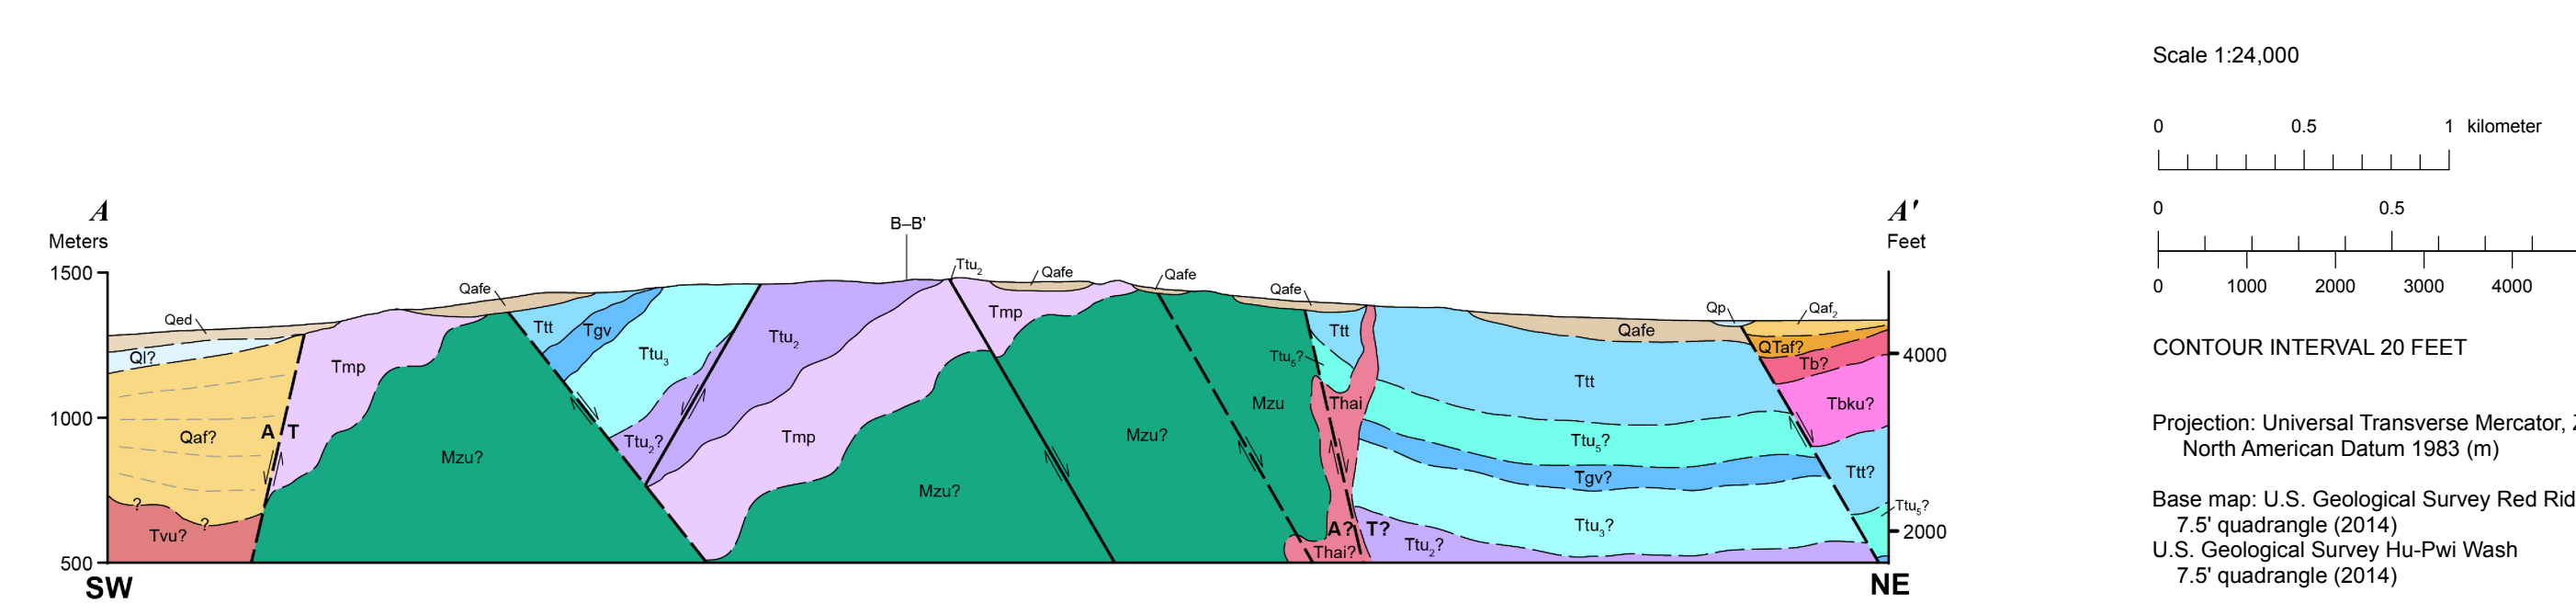 Scale 1:24,000
0 0.5 1 kilometer
0 0.5
0 1000 2000 3000 4000
CONTOUR INTERVAL 20 FEET
Projection: Universal Transverse Mercator,
North American Datum 1983 (m)
Base map: U.S. Geological Survey Red
7.5' quadrangle (2014)
U.S. Geological Survey Hu-Pwi Wash
7.5' quadrangle (2014)
A
Meters
A'
Feet
B–B'
1500
1000
500
4000
2000
SW
NE
Qed
Ql?
Qaf?
A T
Tvu?
?
?
Tmp
Mzu?
Qafe
Ttt
Tgv
Ttu3
Ttu2?
Ttu2
Tmp
Mzu?
Ttu2
Tmp
Qafe
Mzu?
Qafe
Mzu
Qafe
Ttt
Ttu5?
Thai
A? T?
Thai?
Qafe
Ttt
Ttu5?
Tgv?
Ttu3?
Ttu2?
Qp
Qaf2
QTaf?
Tb?
Tbku?
Ttt?
Ttu5?